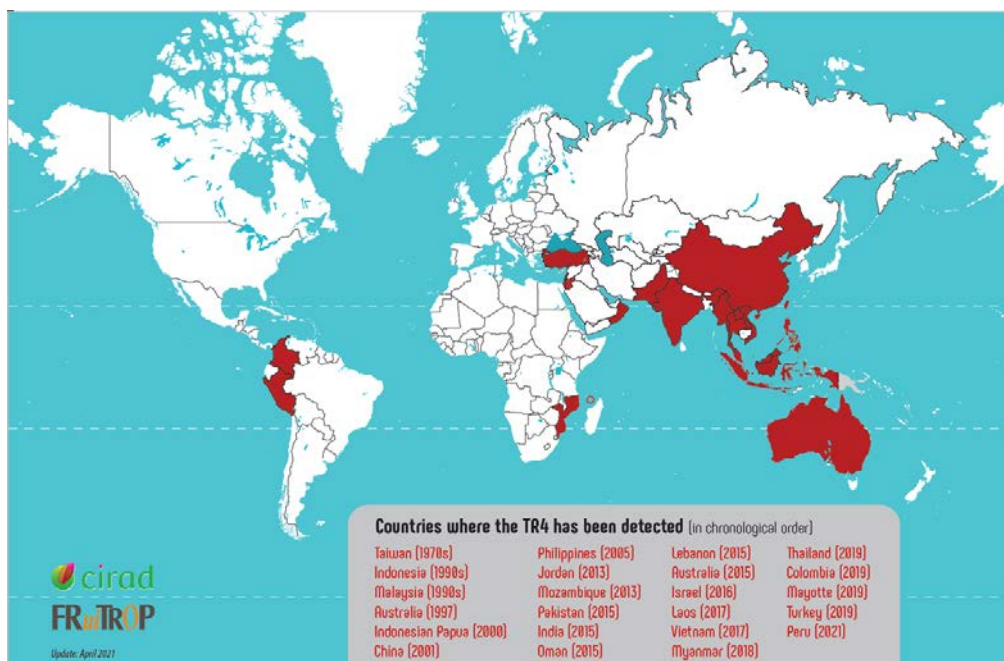 Countries where the TR4 has been detected (in chronological order)
Taiwan (1970s)
Indonesia (1990s)
Malaysia (1990s)
Australia (1997)
Indonesian Papua (2000)
China (2001)
Philippines (2005)
Jordan (2013)
Mozambique (2013)
Pakistan (2015)
India (2015)
Oman (2015)
Lebanon (2015)
Australia (2015)
Israel (2016)
Laos (2017)
Vietnam (2017)
Myanmar (2018)
Thailand (2019)
Colombia (2019)
Mayotte (2019)
Turkey (2019)
Peru (2021)
cirad
FRuiTROP
Update: April 2021